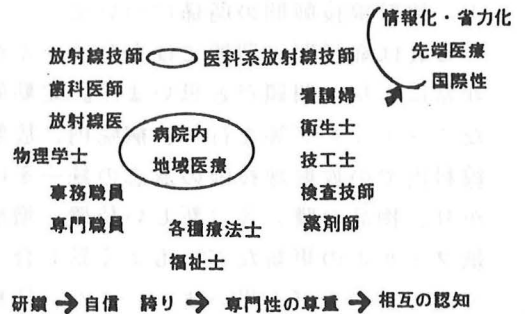 情報化・省力化
先端医療
国際性
放射線技師 医科系放射線技師
歯科医師
看護婦
放射線医
衛生士
病院内
地域医療
物理学士
技工士
事務職員
検査技師
専門職員
薬剤師
各種療法士
福祉士
研鑽 → 自信 誇り → 専門性の尊重 → 相互の認知